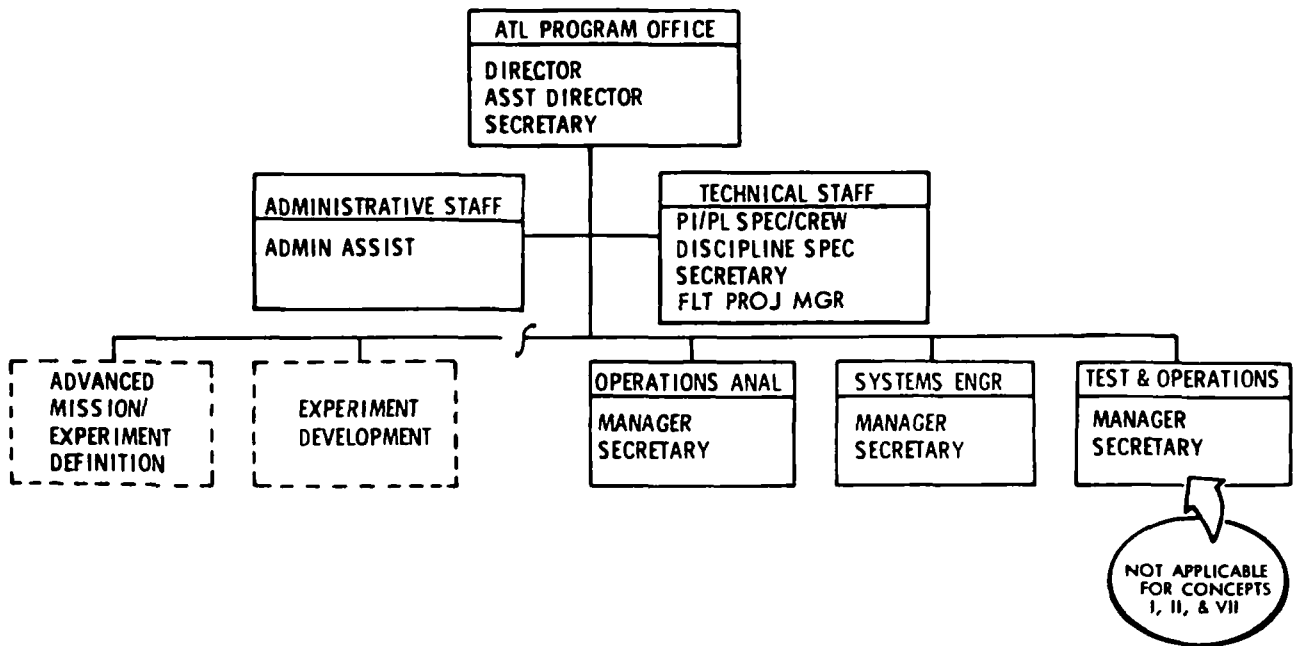 ATL PROGRAM OFFICE
DIRECTOR
ASST DIRECTOR
SECRETARY
ADMINISTRATIVE STAFF
ADMIN ASSIST
TECHNICAL STAFF
PI/PL SPEC/CREW
DISCIPLINE SPEC
SECRETARY
FLT PROJ MGR
ADVANCED
MISSION/
EXPERIMENT
DEFINITION
EXPERIMENT
DEVELOPMENT
OPERATIONS ANAL
MANAGER
SECRETARY
SYSTEMS ENGR
MANAGER
SECRETARY
TEST & OPERATIONS
MANAGER
SECRETARY
NOT APPLICABLE
FOR CONCEPTS
I, II, & VII